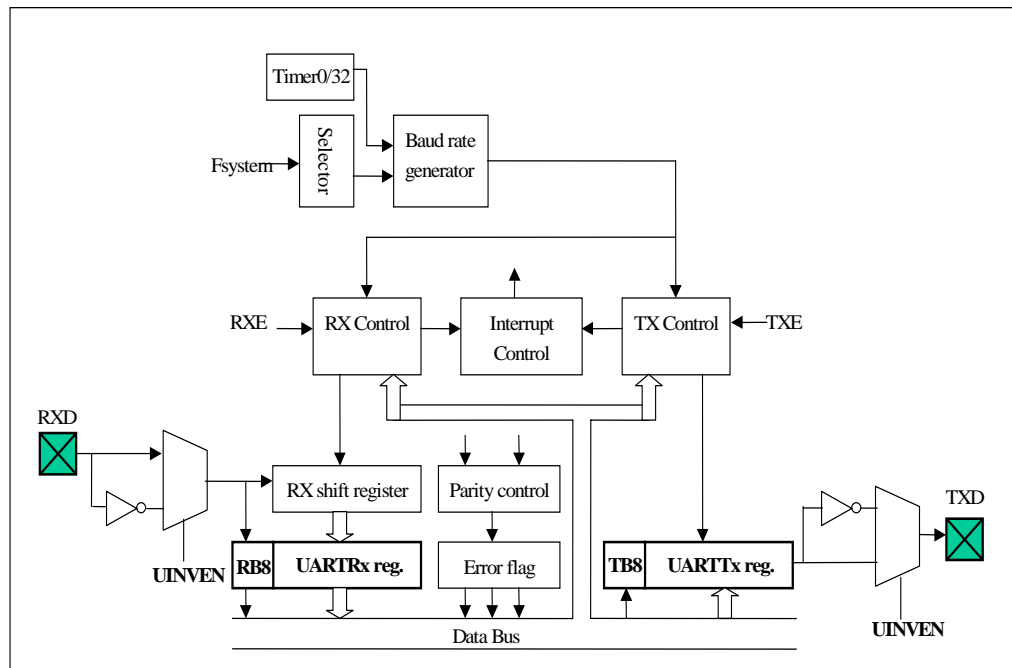 Timer0/32
Selector
Baud rate
generator
Fsystem
RXE
RX Control
Interrupt
Control
TX Control
TXE
RXD
RX shift register
Parity control
TXD
UINVEN
RB8
UARTRx reg.
Error flag
TB8
UARTTx reg.
UINVEN
Data Bus